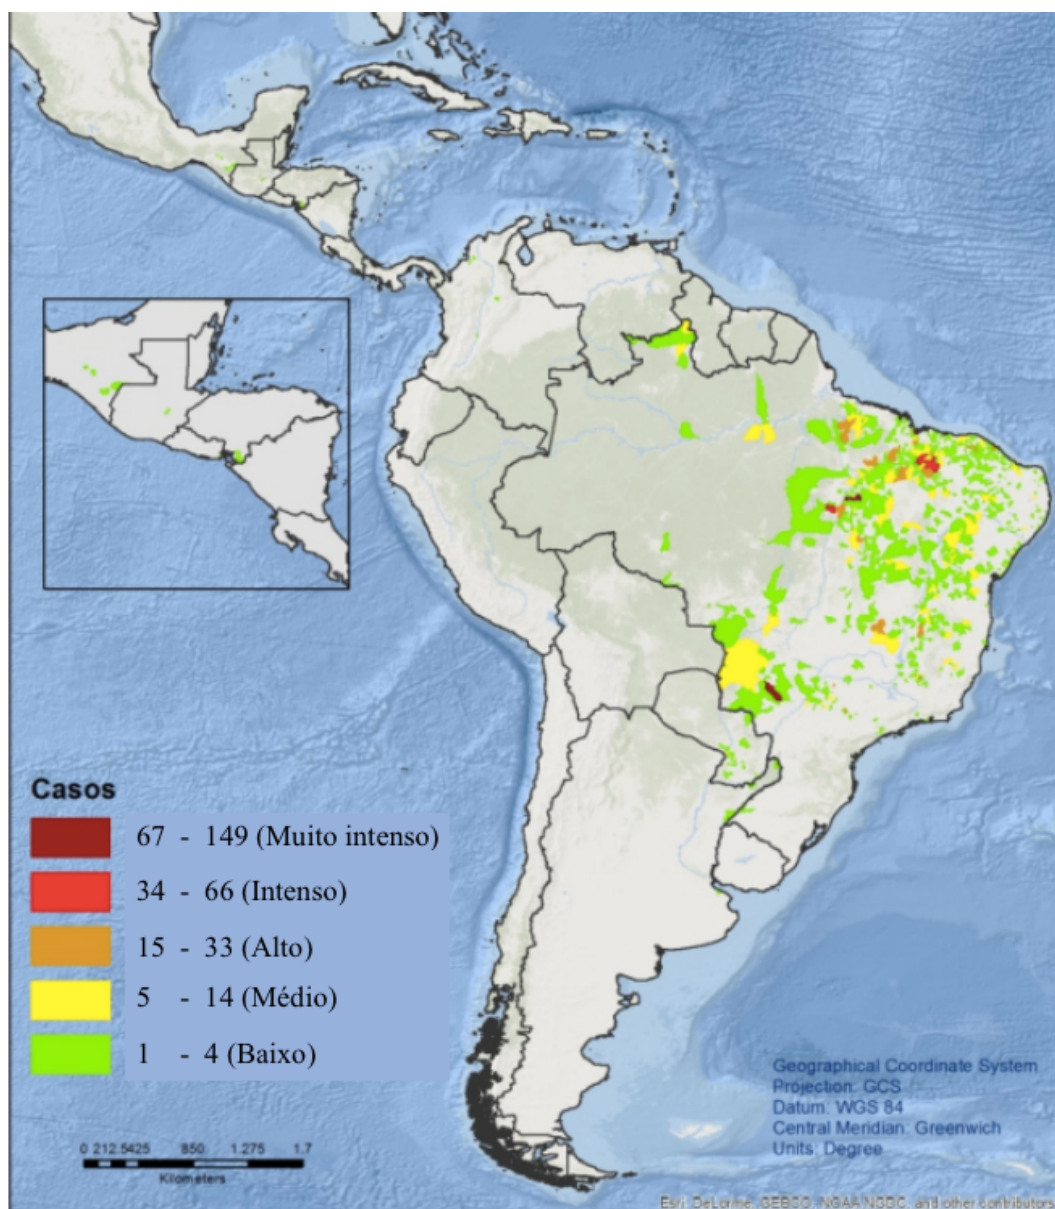 Casos
67 - 149 (Muito intenso)
34 - 66 (Intenso)
15 - 33 (Alto)
5 - 14 (Médio)
1 - 4 (Baixo)
0 212.5425 850 1.275 1.7
Kilometers
Geographical Coordinate System
Projection: GCS
Datum: WGS 84
Central Meridian: Greenwich
Units: Degree
Esri, DeLorme, GEBCO, NOAA NGDC, and other contributors